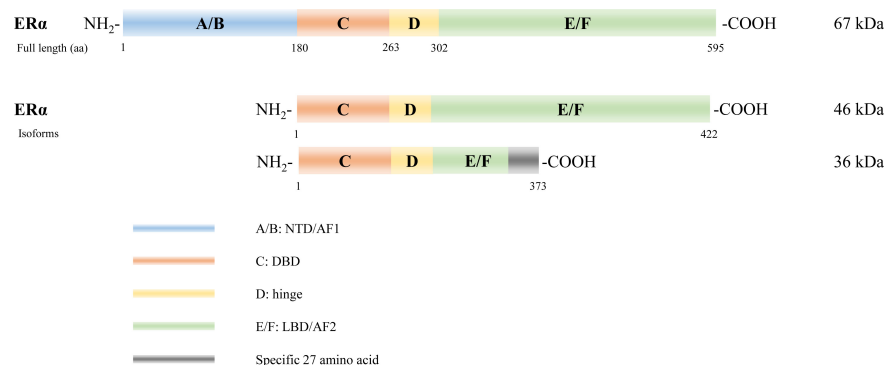 ERα NH₂- A/B C D E/F -COOH 67 kDa
Full length (aa) 1 180 263 302 595
ERα NH₂- C D E/F -COOH 46 kDa
Isoforms 1 422
NH₂- C D E/F -COOH 36 kDa
1 373
A/B: NTD/AF1
C: DBD
D: hinge
E/F: LBD/AF2
Specific 27 amino acid